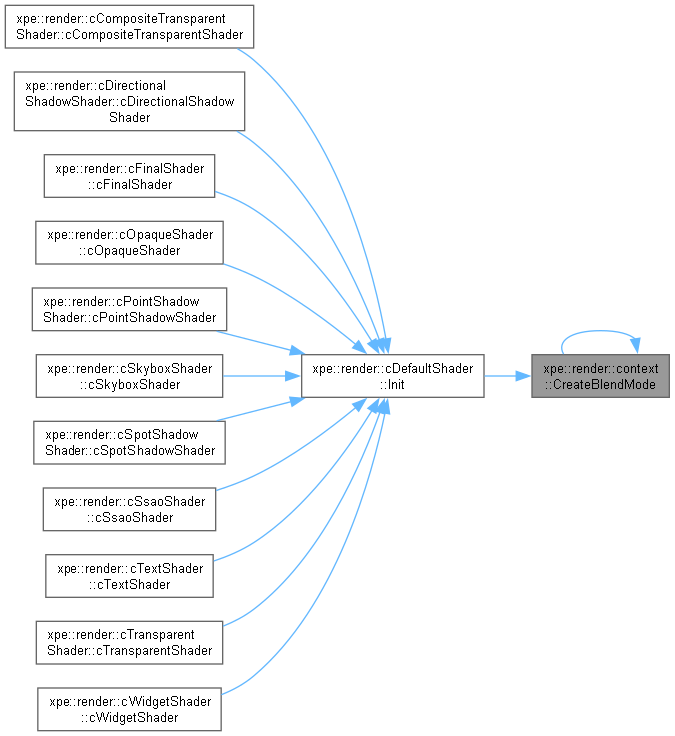 xpe::render::cCompositeTransparent
Shader::cCompositeTransparentShader
xpe::render::cDirectional
ShadowShader::cDirectionalShadow
Shader
xpe::render::cFinalShader
::cFinalShader
xpe::render::cOpaqueShader
::cOpaqueShader
xpe::render::cPointShadow
Shader::cPointShadowShader
xpe::render::cSkyboxShader
::cSkyboxShader
xpe::render::cDefaultShader
::Init
xpe::render::context
::CreateBlendMode
xpe::render::cSpotShadow
Shader::cSpotShadowShader
xpe::render::cSsaoShader
::cSsaoShader
xpe::render::cTextShader
::cTextShader
xpe::render::cTransparent
Shader::cTransparentShader
xpe::render::cWidgetShader
::cWidgetShader